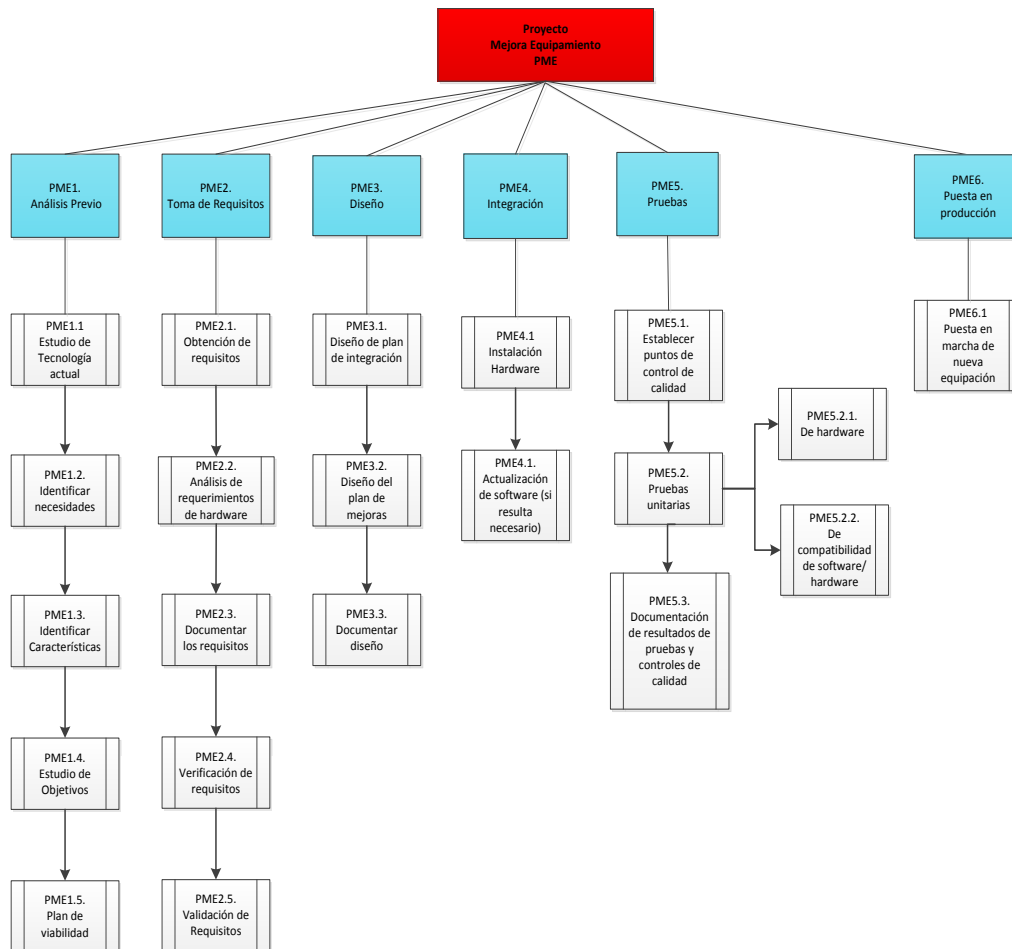 Proyecto
Mejora Equipamiento
PME
PME1.
Análisis Previo
PME2.
Toma de Requisitos
PME3.
Diseño
PME4.
Integración
PME5.
Pruebas
PME6.
Puesta en
producción
PME1.1
Estudio de
Tecnología
actual
PME2.1.
Obtención de
requisitos
PME3.1.
Diseño de plan
de integración
PME4.1
Instalación
Hardware
PME5.1.
Establecer
puntos de
control de
calidad
PME6.1
Puesta en
marcha de
nueva
equipación
PME1.2.
Identificar
necesidades
PME2.2.
Análisis de
requerimientos
de hardware
PME3.2.
Diseño del
plan de
mejoras
PME4.1.
Actualización
de software (si
resulta
necesario)
PME5.2.
Pruebas
unitarias
PME5.2.1.
De hardware
PME5.2.2.
De
compatibilidad
de software/
hardware
PME1.3.
Identificar
Características
PME2.3.
Documentar
los requisitos
PME3.3.
Documentar
diseño
PME5.3.
Documentación
de resultados de
pruebas y
controles de
calidad
PME1.4.
Estudio de
Objetivos
PME2.4.
Verificación de
requisitos
PME1.5.
Plan de
viabilidad
PME2.5.
Validación de
Requisitos